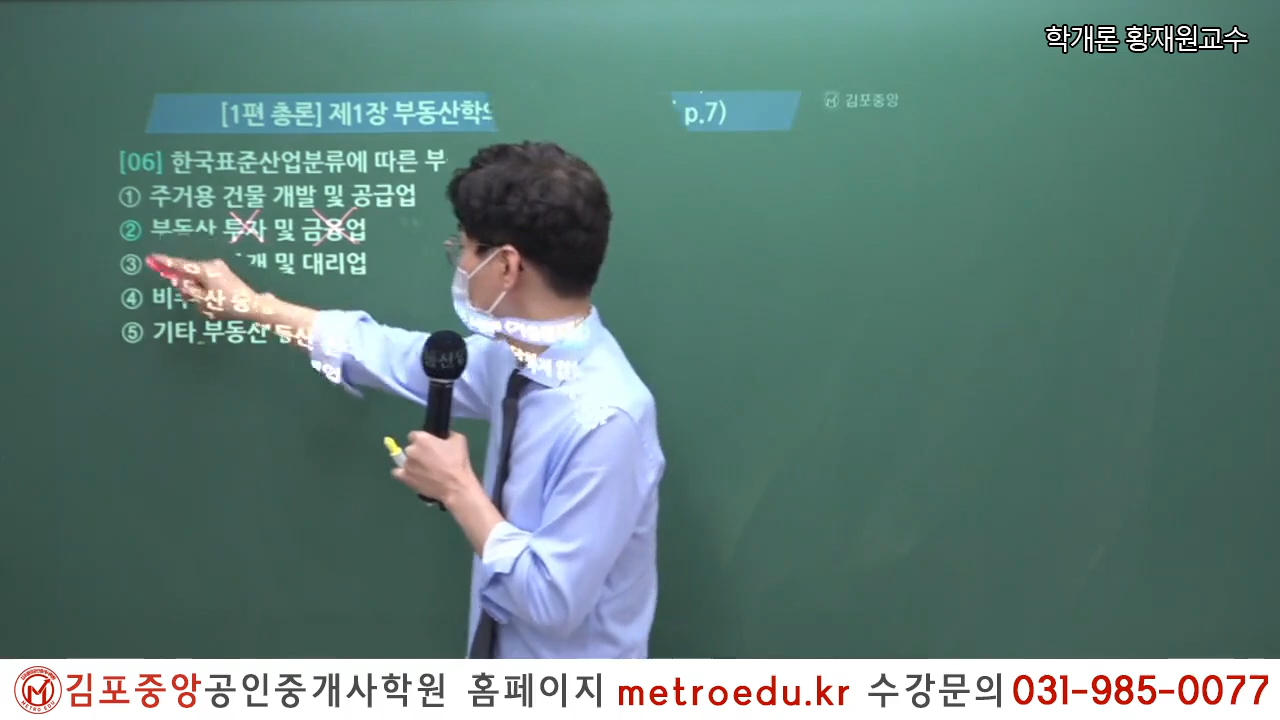 학개론 황재원교수
[1편 총론] 제1장 부동산학의 p.7)
김포중앙
[06] 한국표준산업분류에 따른 부
① 주거용 건물 개발 및 공급업
② 부동산 투자 및 금융업
③ 및 대리업
④ 비
⑤ 기타 부동산
김포중앙공인중개사학원 홈페이지 metroedu.kr 수강문의 031-985-0077